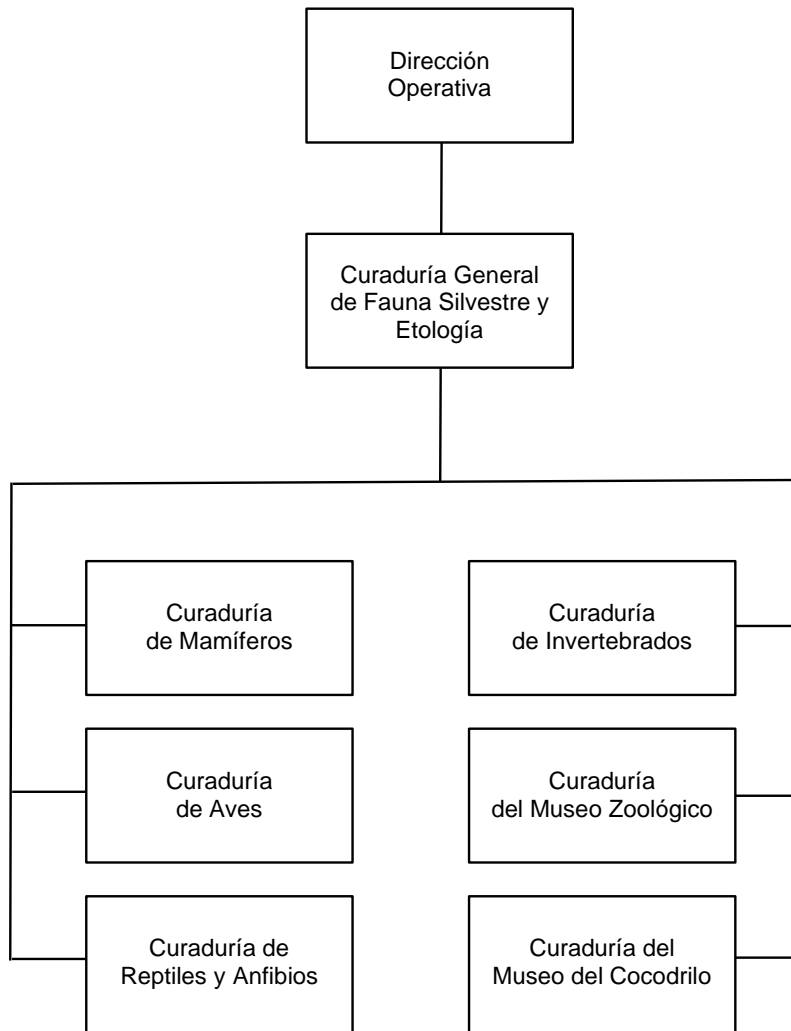 Dirección
Operativa
Curaduría General
de Fauna Silvestre y
Etología
Curaduría
de Mamíferos
Curaduría
de Invertebrados
Curaduría
de Aves
Curaduría
del Museo Zoológico
Curaduría de
Reptiles y Anfibios
Curaduría del
Museo del Cocodrilo